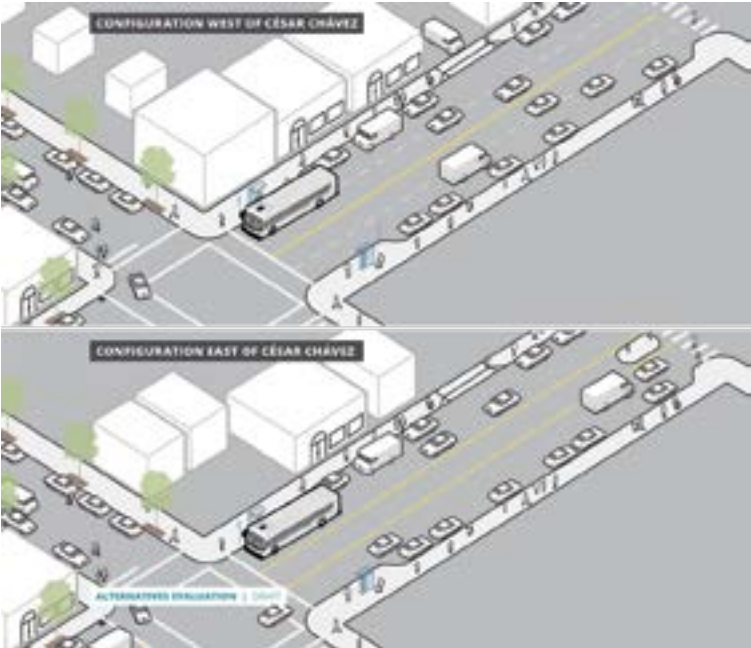 CONFIGURATION WEST OF CÉSAR CHÁVEZ
CONFIGURATION EAST OF CÉSAR CHÁVEZ
ALTERNATIVES EVALUATION | DRAFT